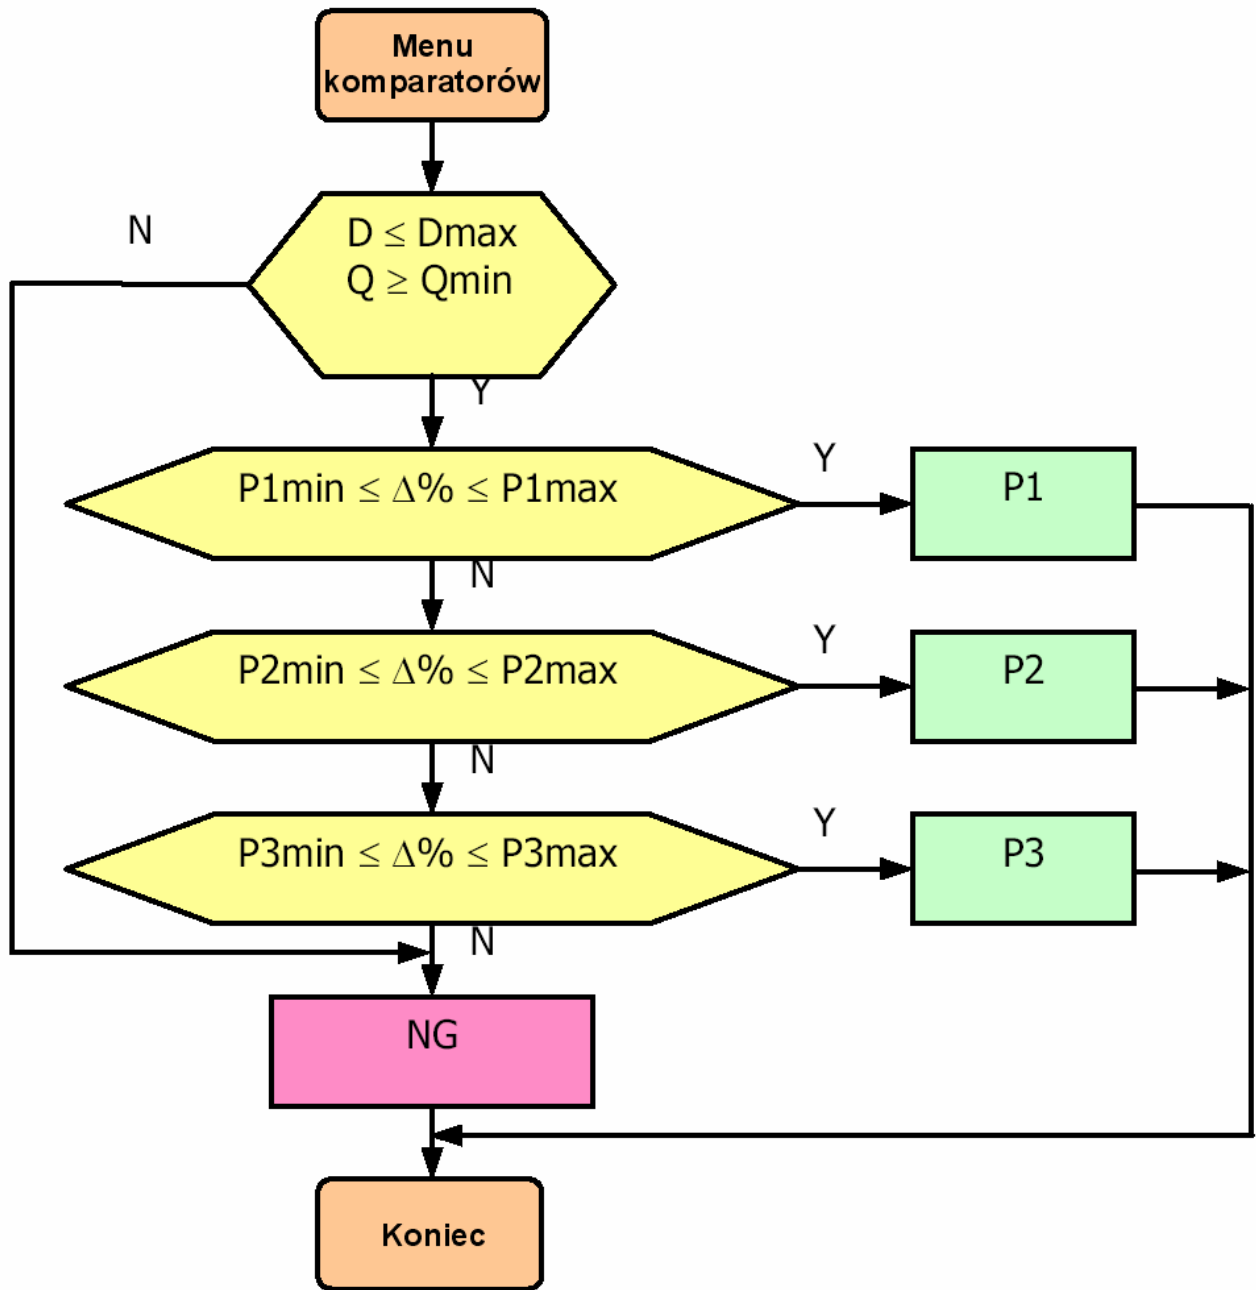 Menu
komparatorów
N
D ≤ Dmax
Q ≥ Qmin
Y
P1min ≤ Δ% ≤ P1max
Y
P1
N
P2min ≤ Δ% ≤ P2max
Y
P2
N
P3min ≤ Δ% ≤ P3max
Y
P3
N
NG
Koniec